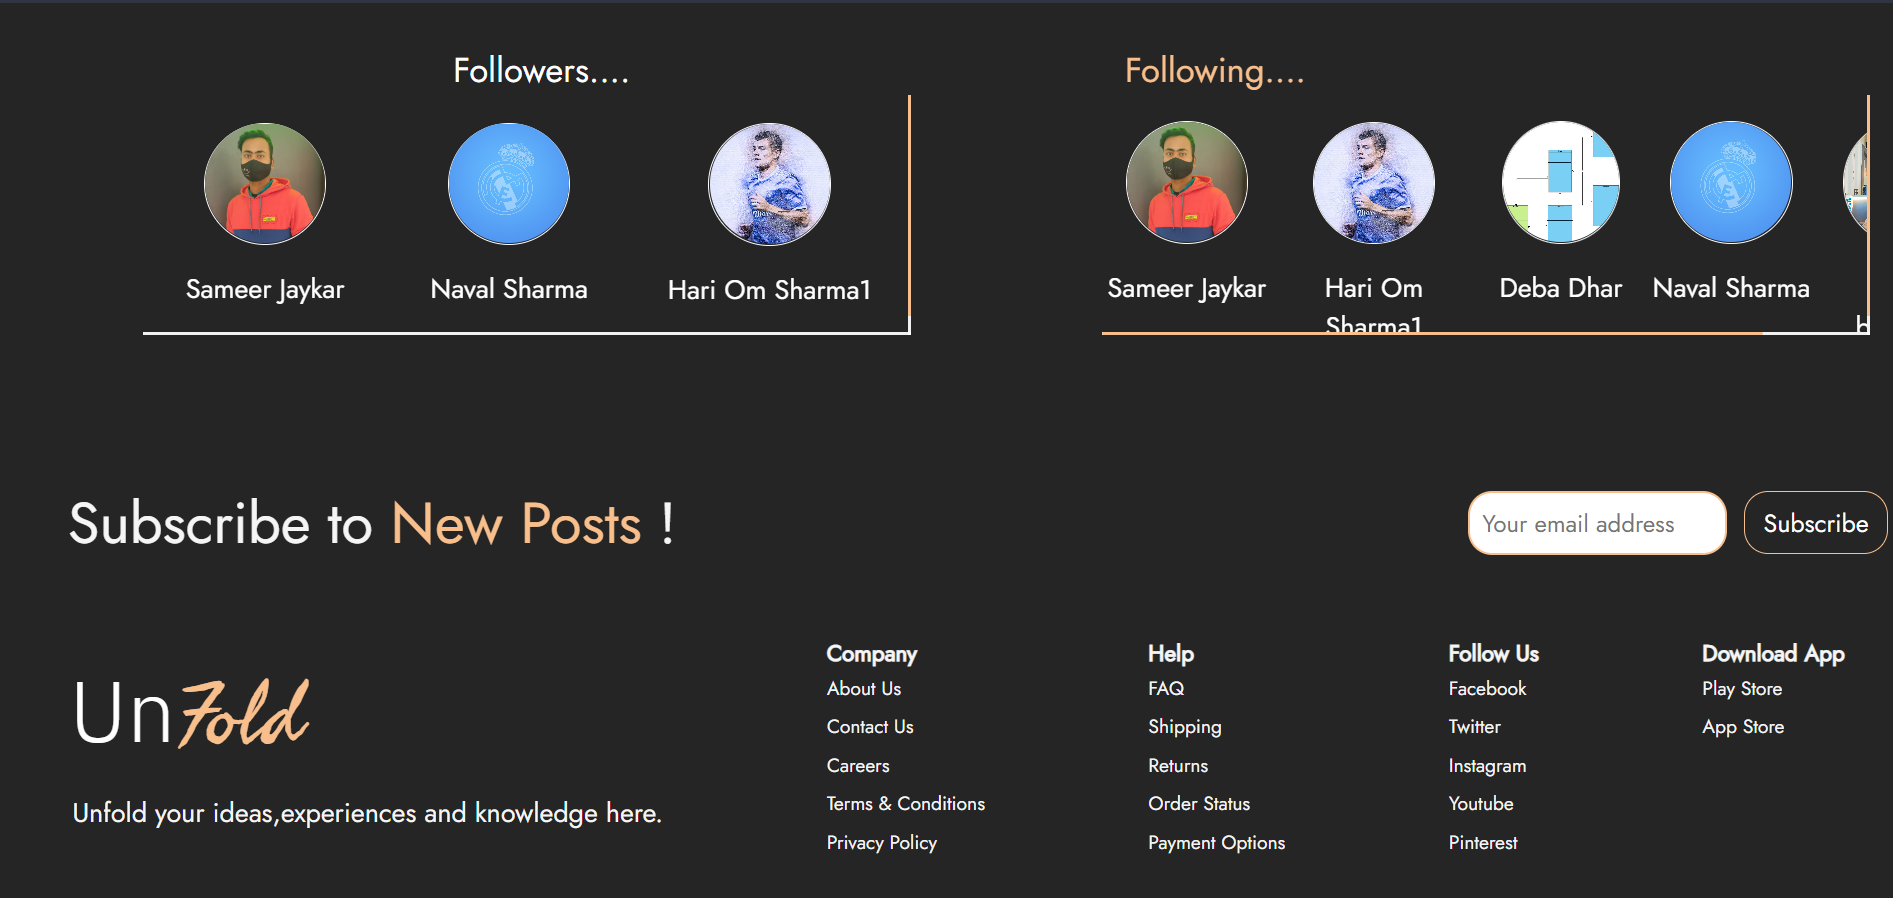 Followers....
Sameer Jaykar
Naval Sharma
Hari Om Sharma1
Following....
Sameer Jaykar
Hari Om
Sharma1
Deba Dhar
Naval Sharma
Subscribe to New Posts !
Your email address
Subscribe
UnFold
Unfold your ideas,experiences and knowledge here.
Company
About Us
Contact Us
Careers
Terms & Conditions
Privacy Policy
Help
FAQ
Shipping
Returns
Order Status
Payment Options
Follow Us
Facebook
Twitter
Instagram
Youtube
Pinterest
Download App
Play Store
App Store